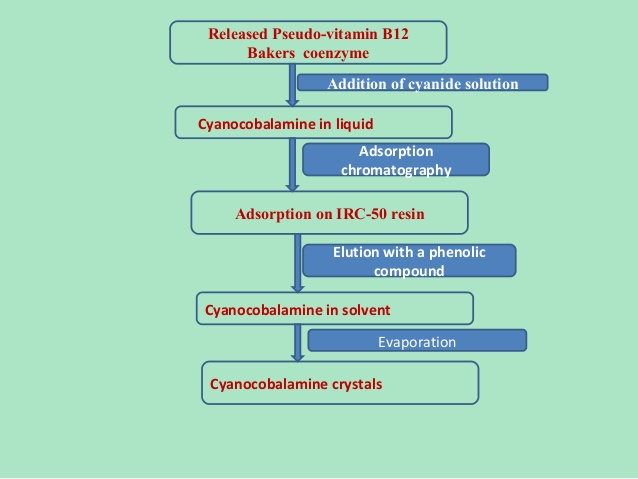 Released Pseudo-vitamin B12
Bakers coenzyme
Addition of cyanide solution
Cyanocobalamine in liquid
Adsorption
chromatography
Adsorption on IRC-50 resin
Elution with a phenolic
compound
Cyanocobalamine in solvent
Evaporation
Cyanocobalamine crystals